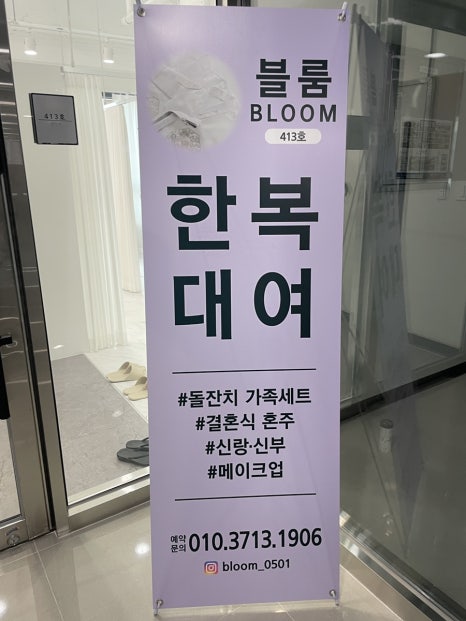 블룸
BLOOM
413호
413호
한복
대여
#돌잔치 가족세트
#결혼식 혼주
#신랑·신부
#메이크업
예약
문의 010.3713.1906
bloom_0501